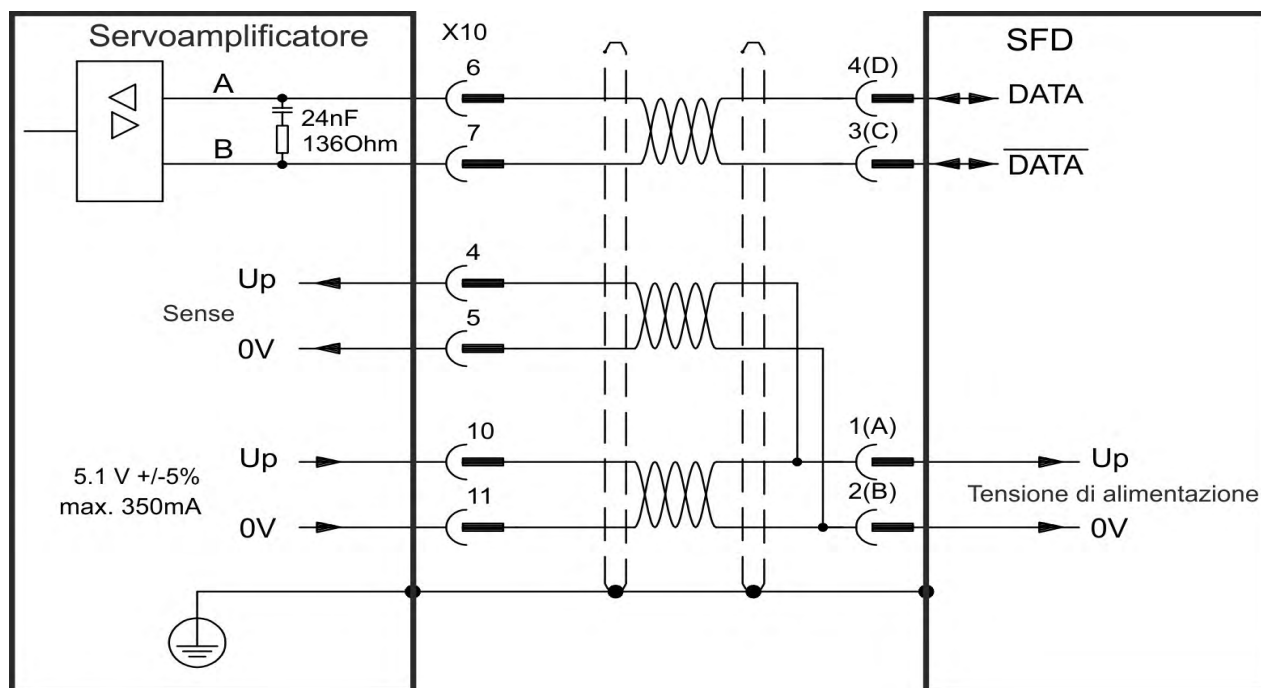 Servoamplificatore
X10
SFD
A
24nF
136Ohm
B
6
7
4(D)
3(C)
DATA
DATA
Up
Sense
0V
4
5
Up
5.1 V +/-5%
max. 350mA
0V
10
11
1(A)
2(B)
Up
Tensione di alimentazione
0V